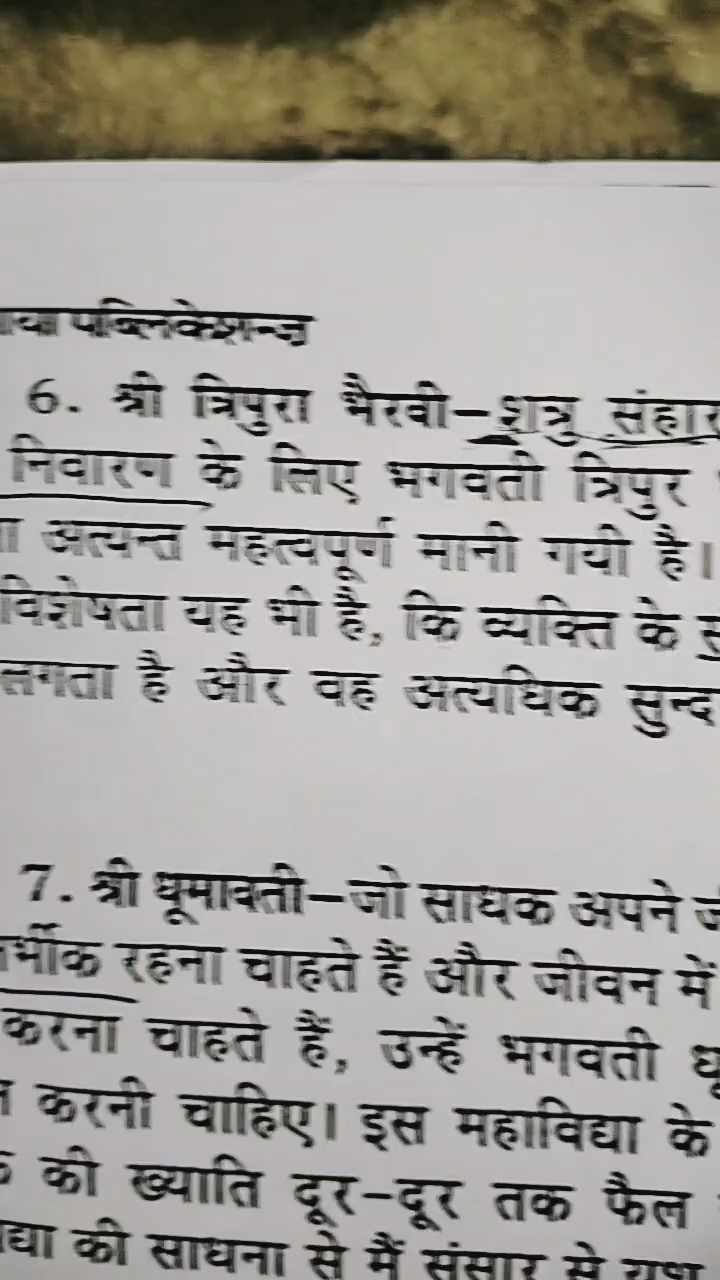 पब्लिकेशन्ज़
6. श्री त्रिपुरा भैरवी–शत्रु संहार
निवारण के लिए भगवती त्रिपुर
अत्यन्त महत्वपूर्ण मानी गयी है।
विशेषता यह भी है, कि व्यक्ति के
लगता है और वह अत्यधिक सुन्द
7. श्री धूमावती–जो साधक अपने
र्भीक रहना चाहते हैं और जीवन में
करना चाहते हैं, उन्हें भगवती धू
करनी चाहिए। इस महाविद्या के
की ख्याति दूर-दूर तक फैल
द्या की साधना से मैं संसार से